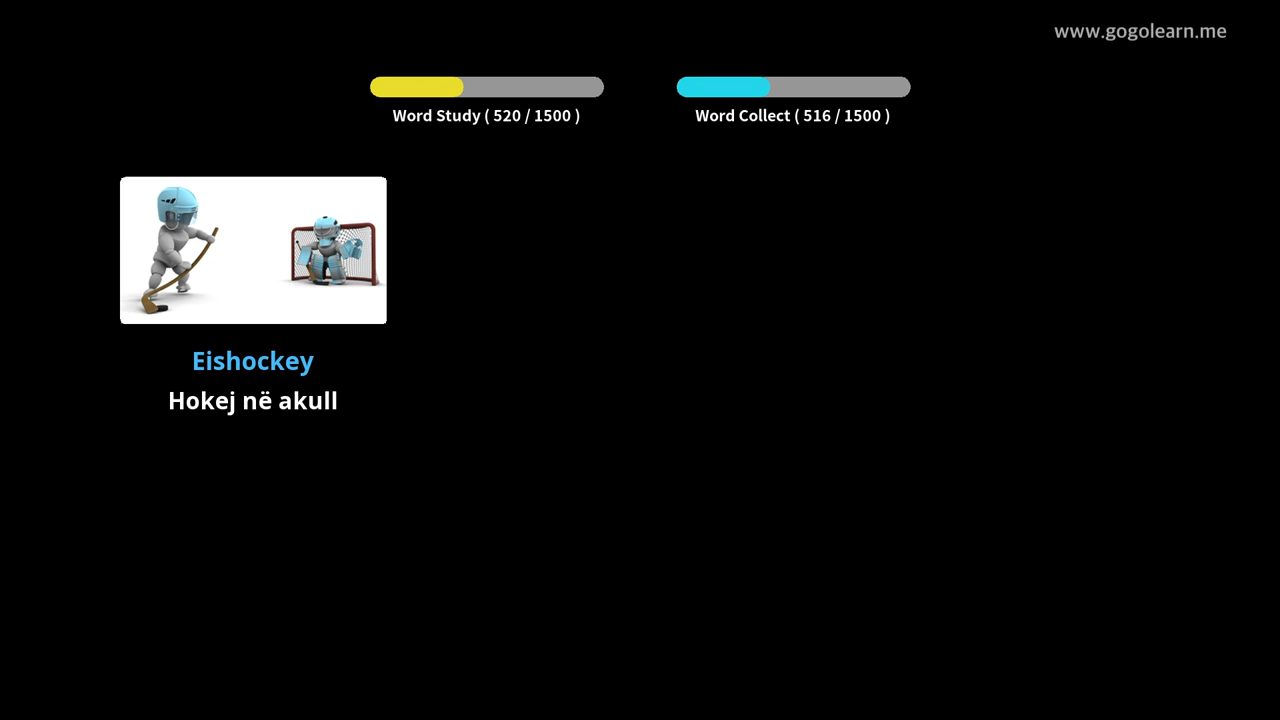 www.gogolearn.me
Word Study ( 520 / 1500 )
Word Collect ( 516 / 1500 )
Eishockey
Hokej në akull